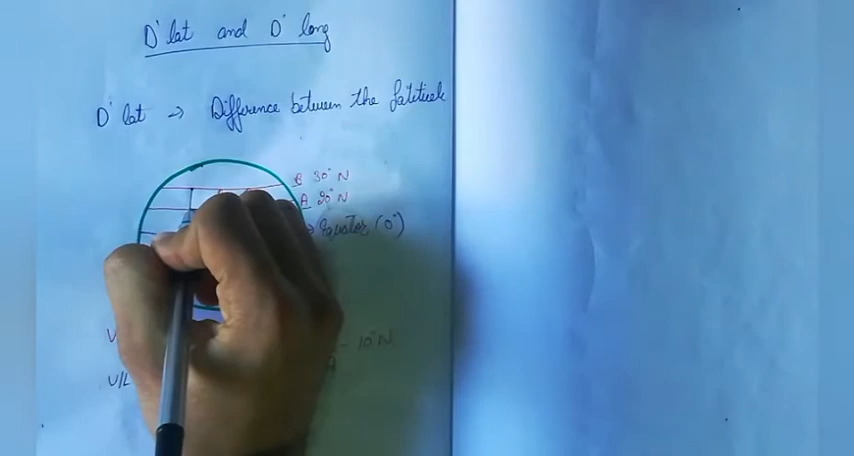 D' lat and D' long
D' lat → Difference between the latitude
B 30° N
A 20° N
→ Equator (0°)
- 10° N
U/L A